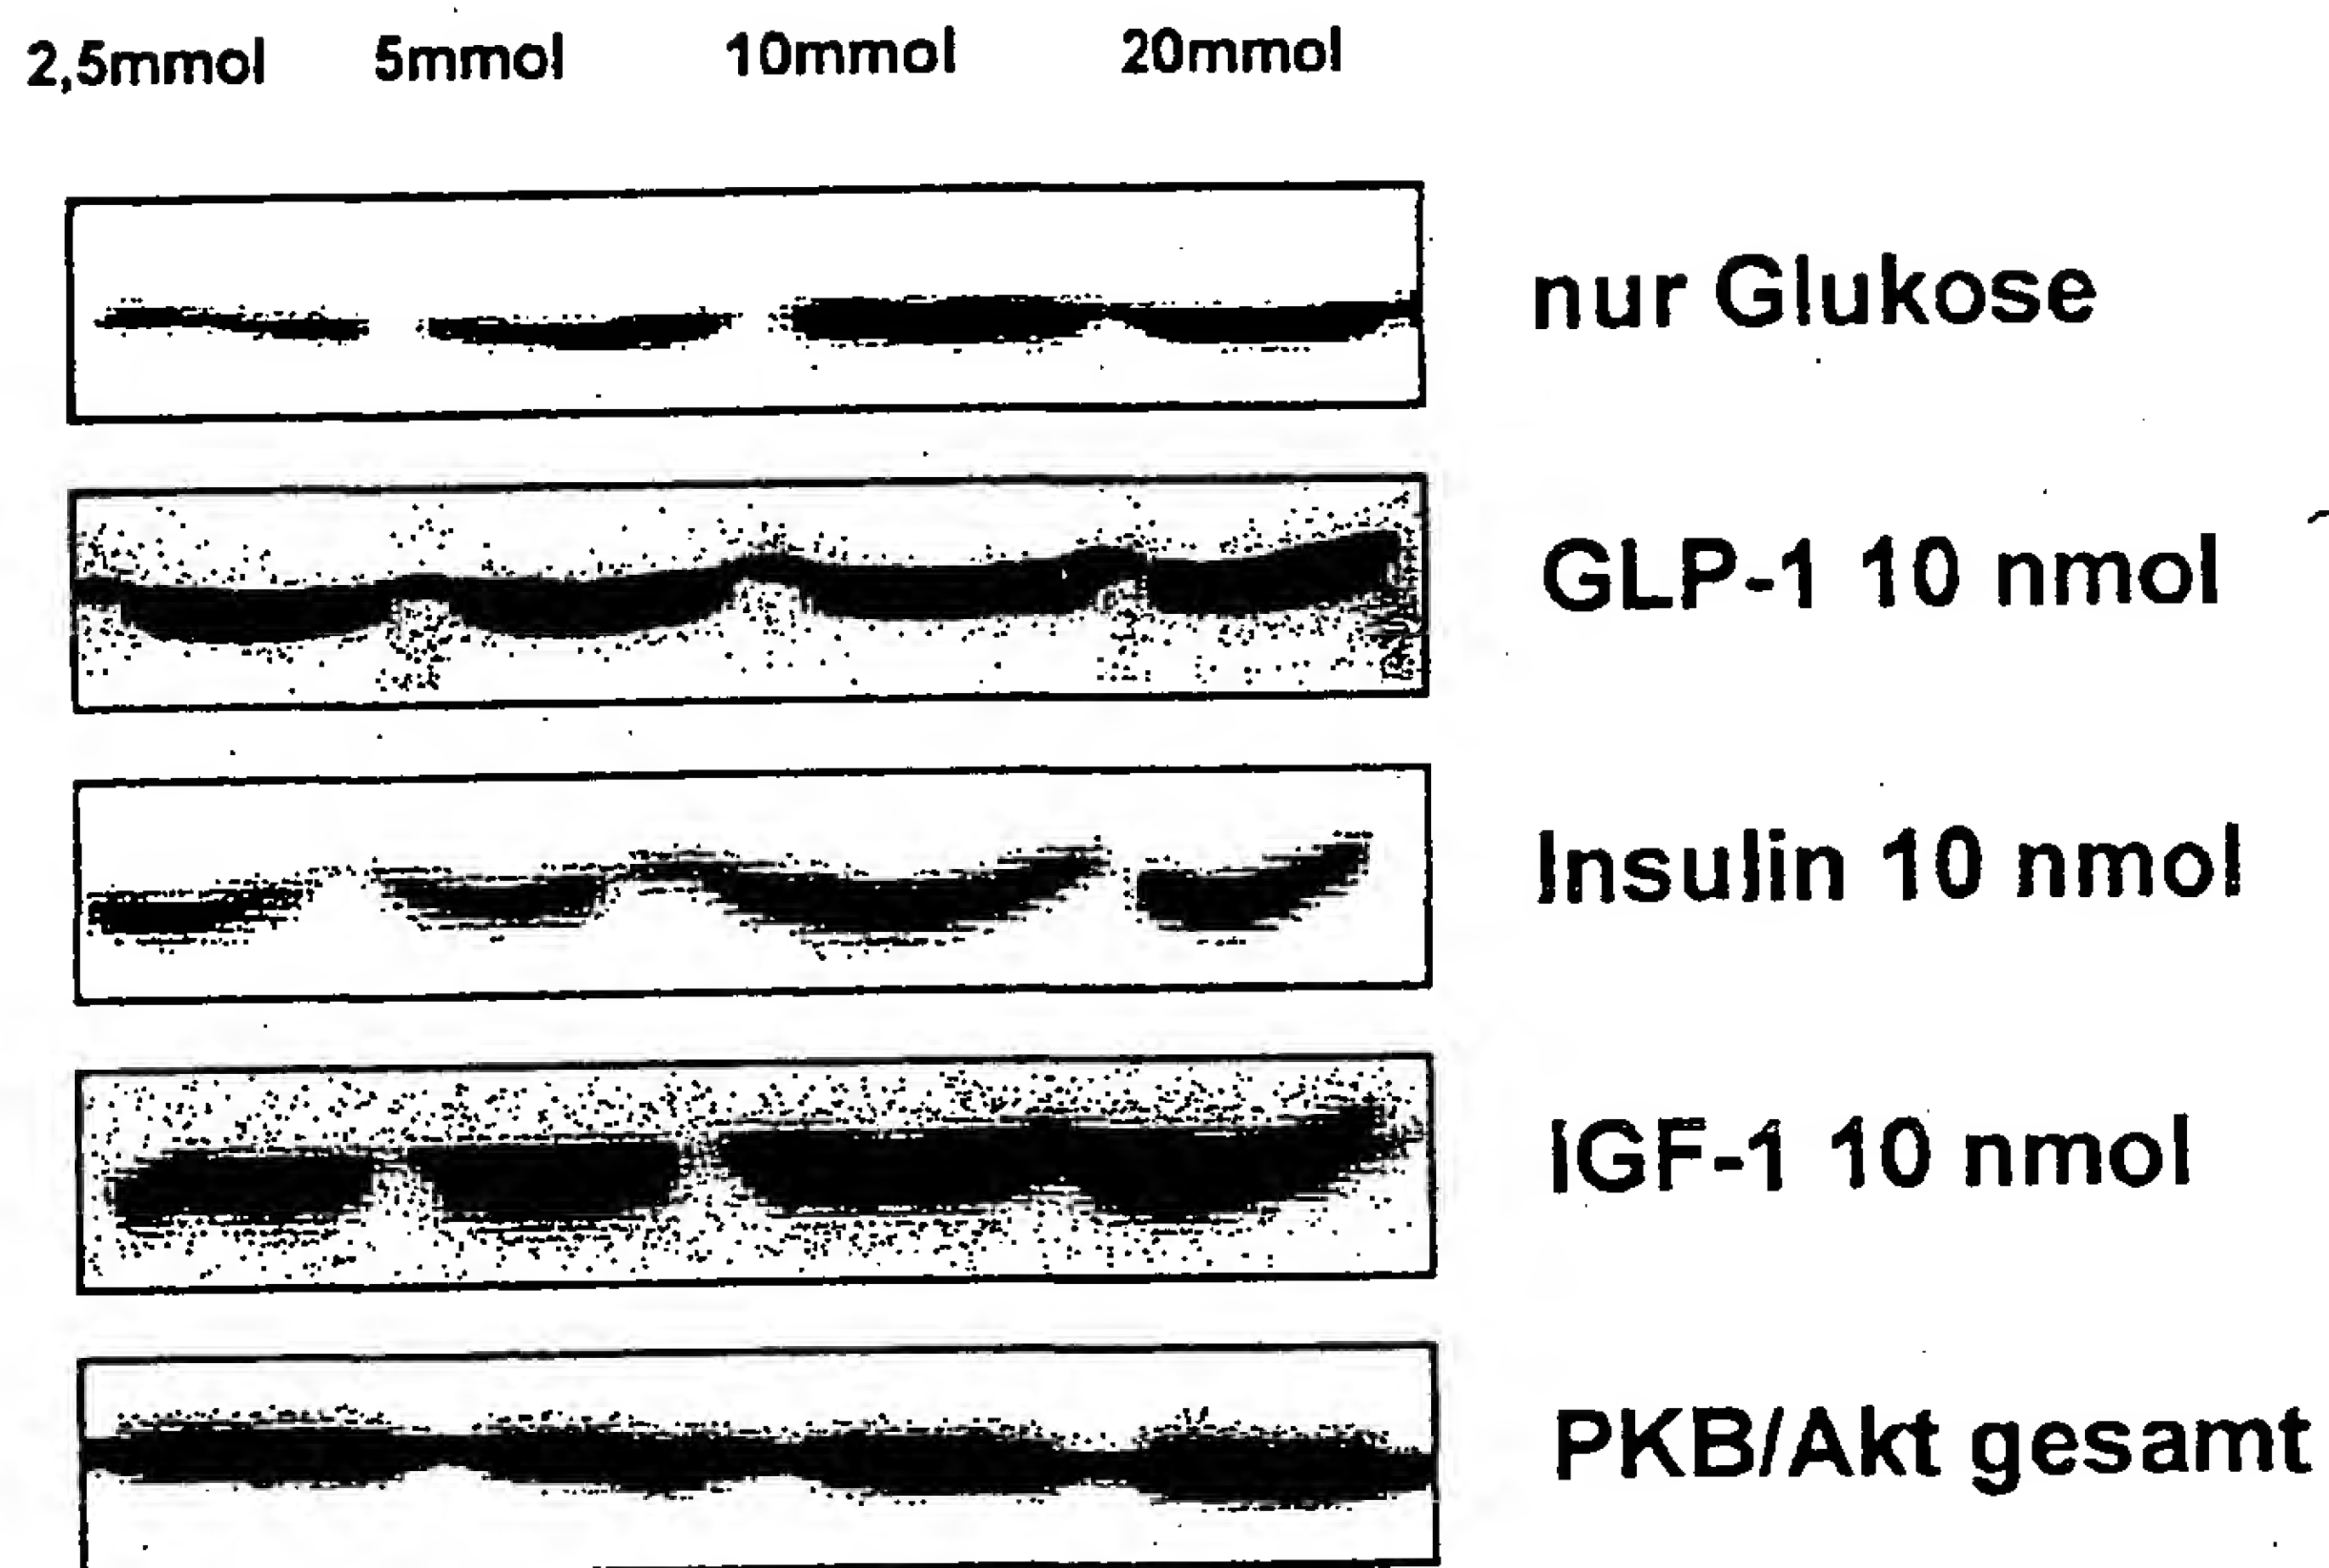 2,5mmol 5mmol 10mmol 20mmol
nur Glukose
GLP-1 10 nmol
Insulin 10 nmol
IGF-1 10 nmol
PKB/Akt gesamt